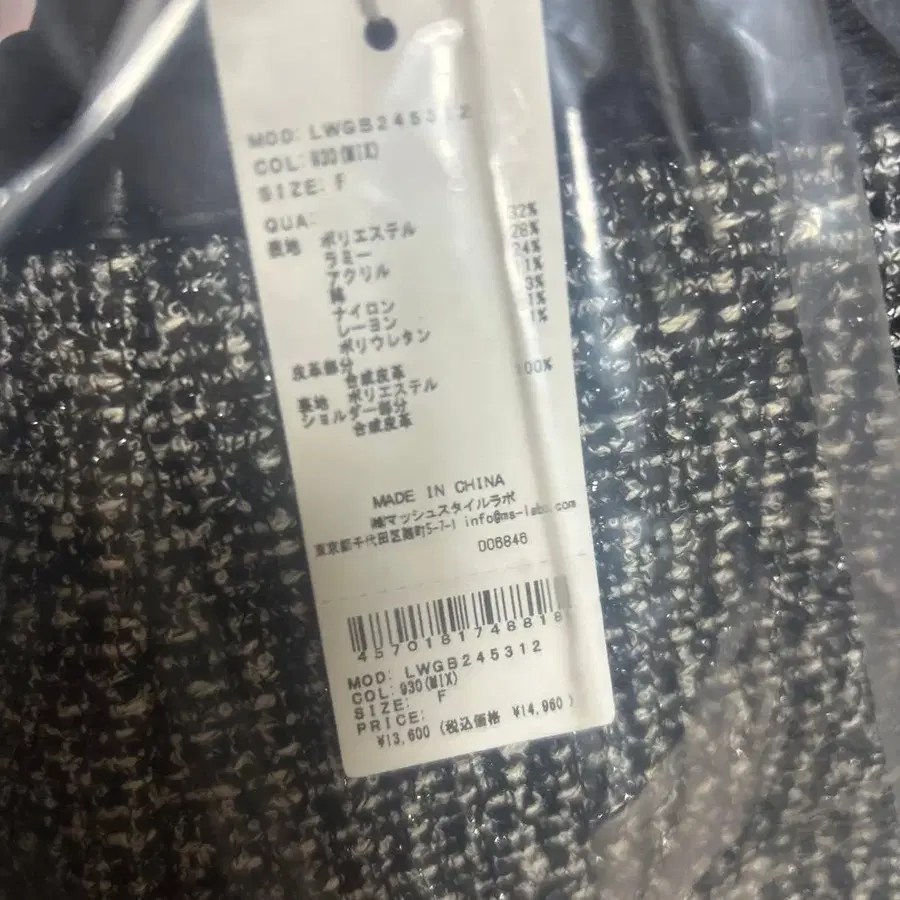 MOD: LWGB245312
COL: 930(MIX)
SIZE: F
QUA:
表地 ポリエステル 32%
ラミー 28%
アクリル 24%
綿
ナイロン 3%
レーヨン 1%
ポリウレタン 1%
皮革部分
合成皮革
裏地 ポリエステル 100%
ショルダー部分
合成皮革
MADE IN CHINA
㈱マッシュスタイルラボ
東京都千代田区麹町5-7-1 info@ms-labo.com
006846
4570181748818
MOD: LWGB245312
COL: 930(MIX)
SIZE: F
PRICE:
¥13,600 (税込価格 ¥14,960)